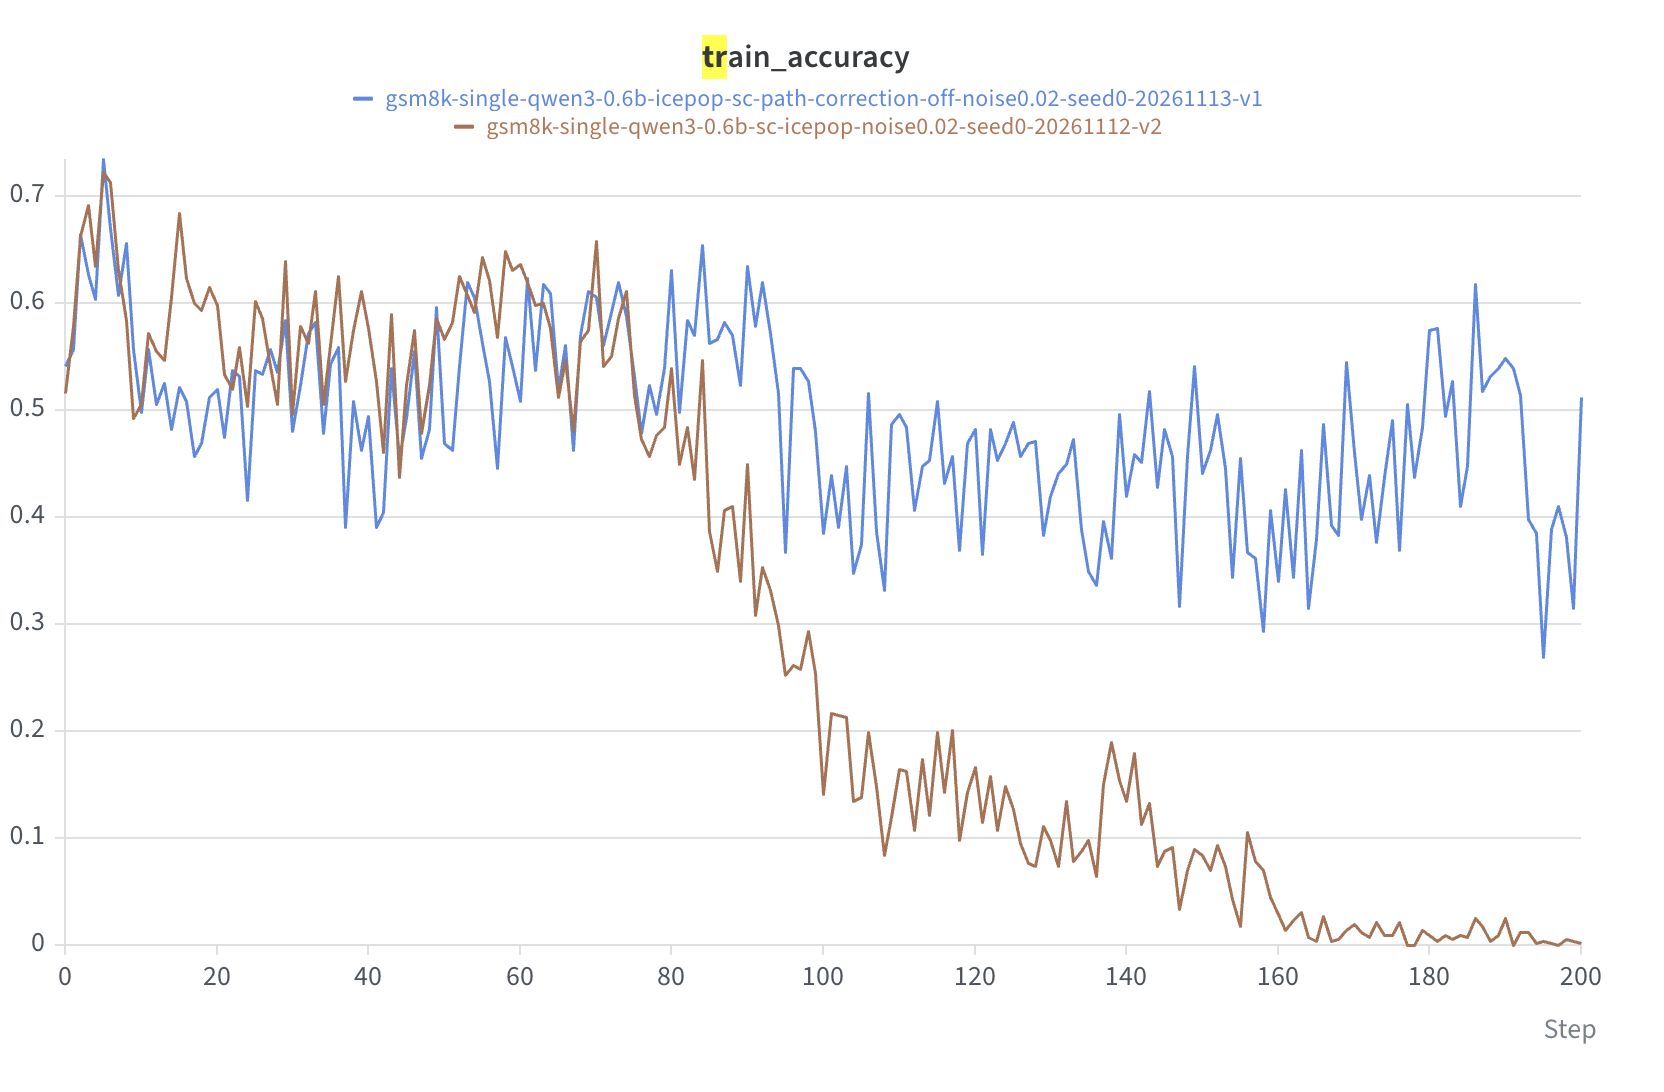 train_accuracy
gsm8k-single-qwen3-0.6b-icepop-sc-path-correction-off-noise0.02-seed0-20261113-v1
gsm8k-single-qwen3-0.6b-sc-icepop-noise0.02-seed0-20261112-v2
0.7
0.6
0.5
0.4
0.3
0.2
0.1
0
0 20 40 60 80 100 120 140 160 180 200
Step